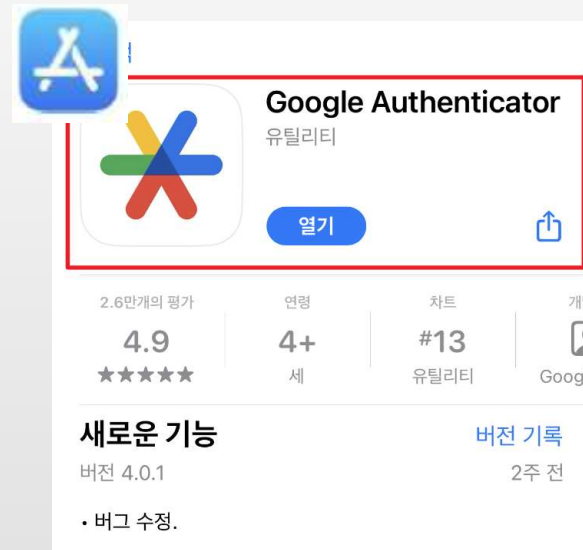 Google Authenticator
유틸리티
열기
2.6만개의 평가
연령
차트
4.9
4+
#13
★★★★★
세
유틸리티
새로운 기능
버전 기록
버전 4.0.1
2주 전
• 버그 수정.